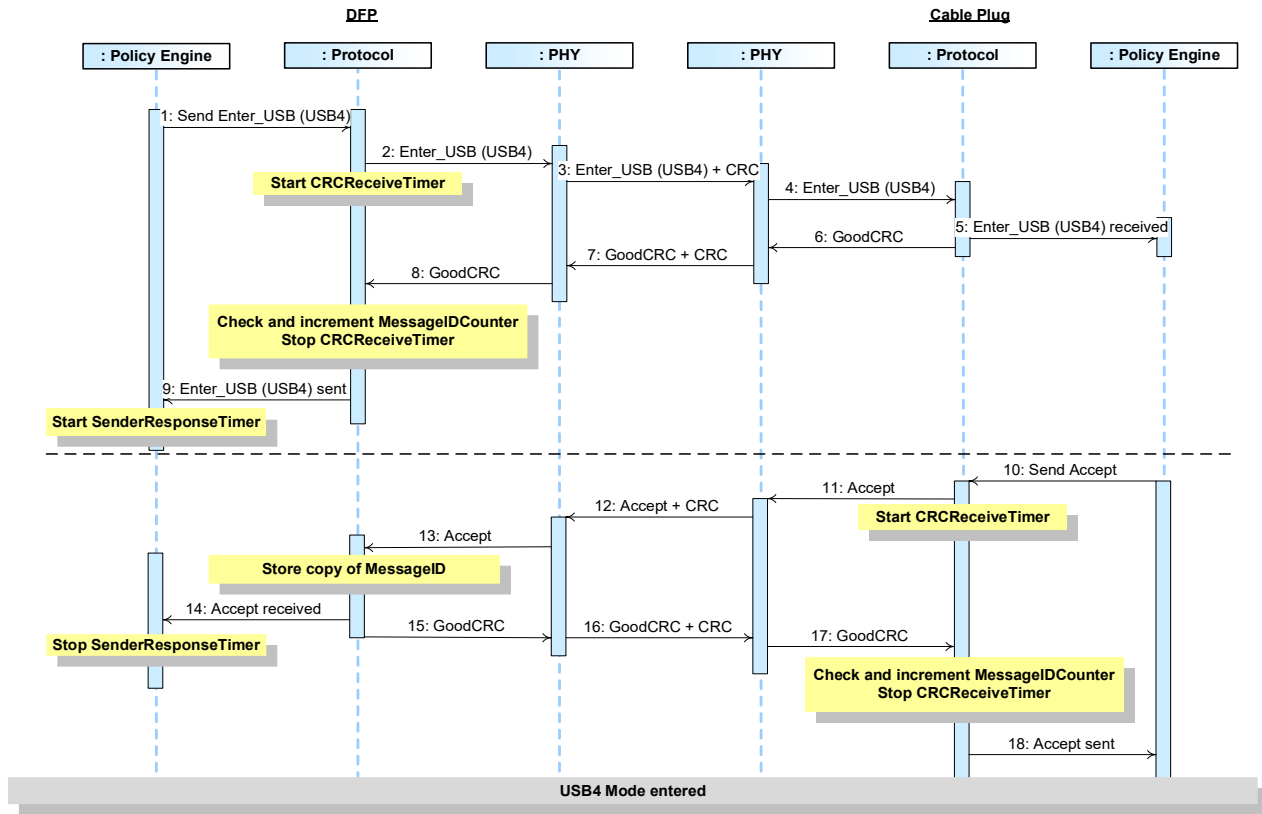 DFP
Cable Plug
: Policy Engine
: Protocol
: PHY
: PHY
: Protocol
: Policy Engine
1: Send Enter_USB (USB4)
2: Enter_USB (USB4)
3: Enter_USB (USB4) + CRC
Start CRCReceiveTimer
4: Enter_USB (USB4)
5: Enter_USB (USB4) received
6: GoodCRC
7: GoodCRC + CRC
8: GoodCRC
Check and increment MessageIDCounter
Stop CRCReceiveTimer
9: Enter_USB (USB4) sent
Start SenderResponseTimer
10: Send Accept
11: Accept
Start CRCReceiveTimer
12: Accept + CRC
13: Accept
Store copy of MessageID
14: Accept received
Stop SenderResponseTimer
15: GoodCRC
16: GoodCRC + CRC
17: GoodCRC
Check and increment MessageIDCounter
Stop CRCReceiveTimer
18: Accept sent
USB4 Mode entered